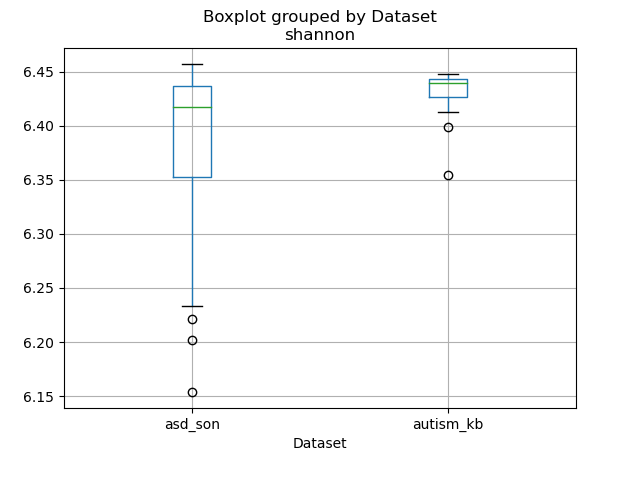 Boxplot grouped by Dataset
shannon
6.45
6.40
6.35
6.30
6.25
6.20
6.15
asd_son
autism_kb
Dataset